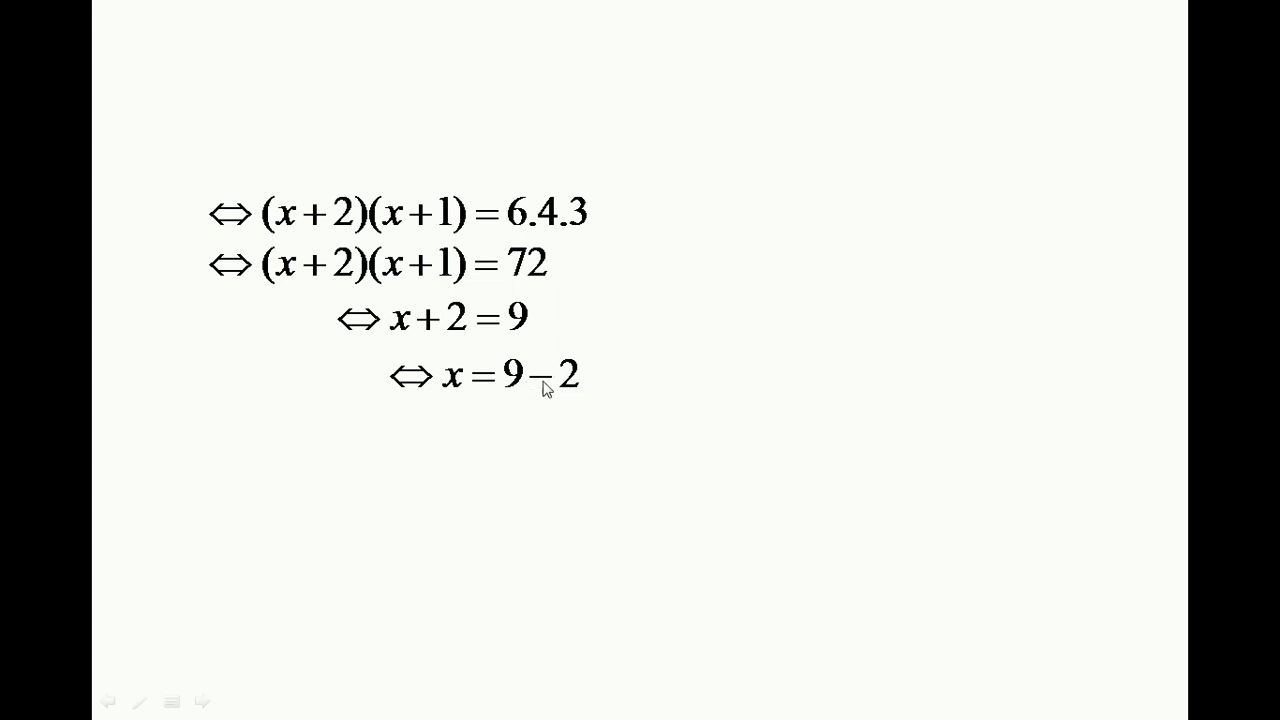 ⇔ (x + 2)(x + 1) = 6.4.3
⇔ (x + 2)(x + 1) = 72
⇔ x + 2 = 9
⇔ x = 9 − 2